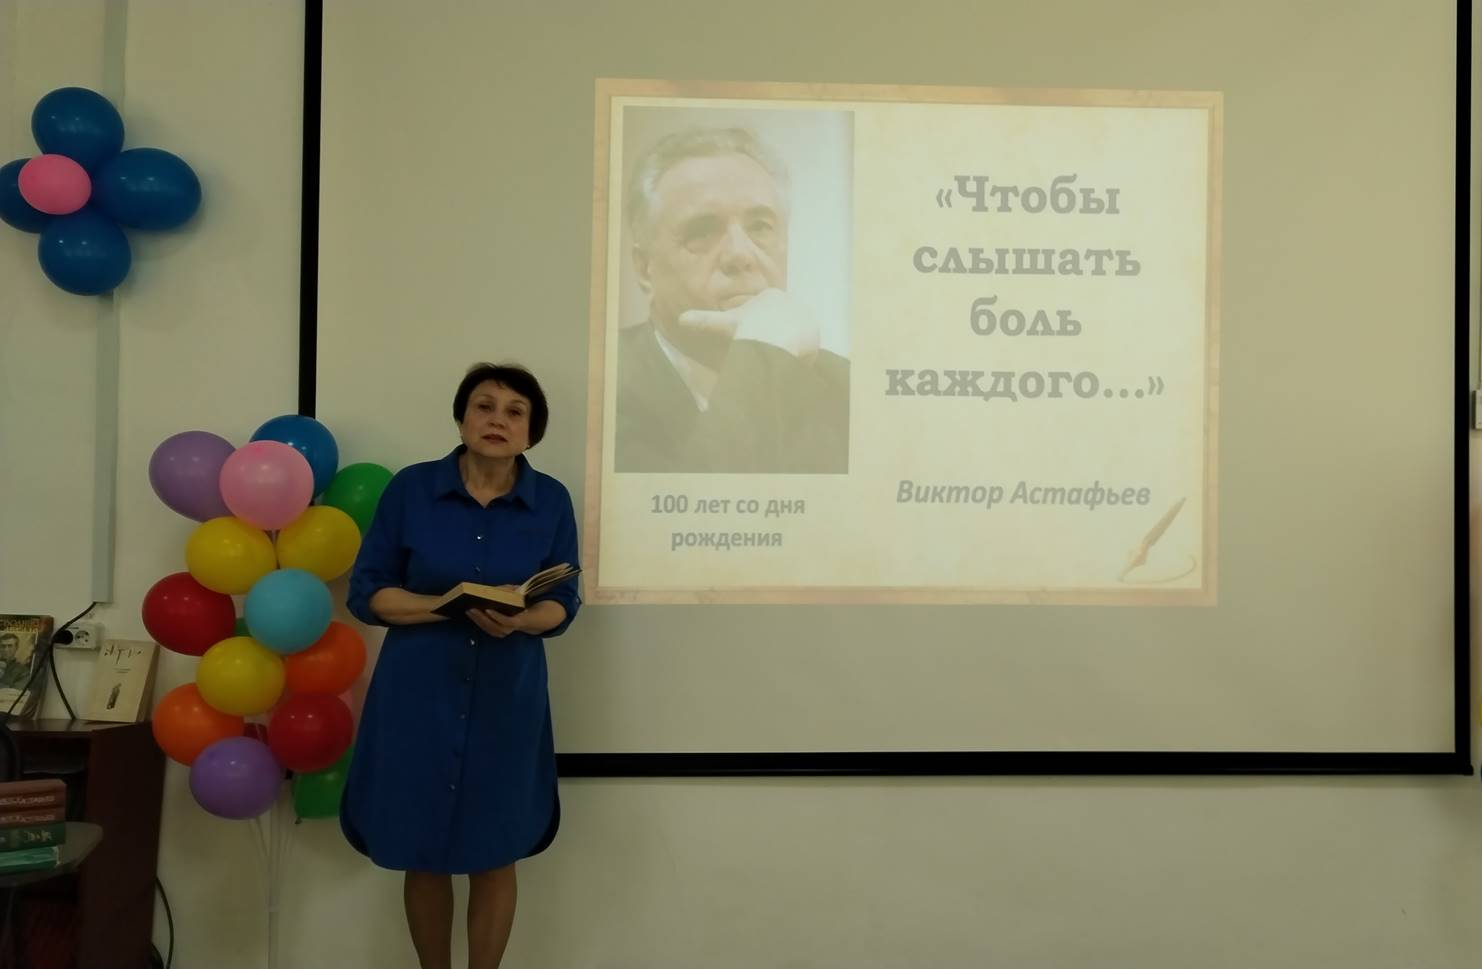 «Чтобы
слышать
боль
каждого...»
Виктор Астафьев
100 лет со дня
рождения